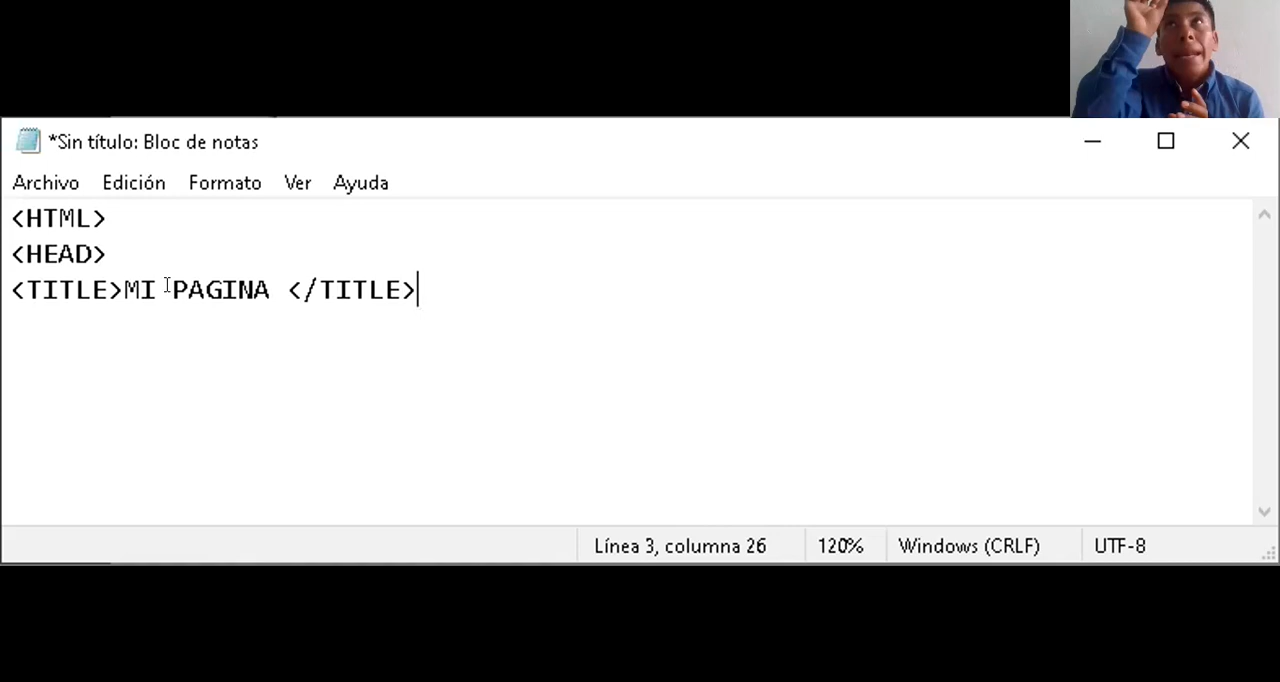 *Sin título: Bloc de notas
Archivo Edición Formato Ver Ayuda
<HTML>
<HEAD>
<TITLE>MI PAGINA </TITLE>
Línea 3, columna 26 120% Windows (CRLF) UTF-8